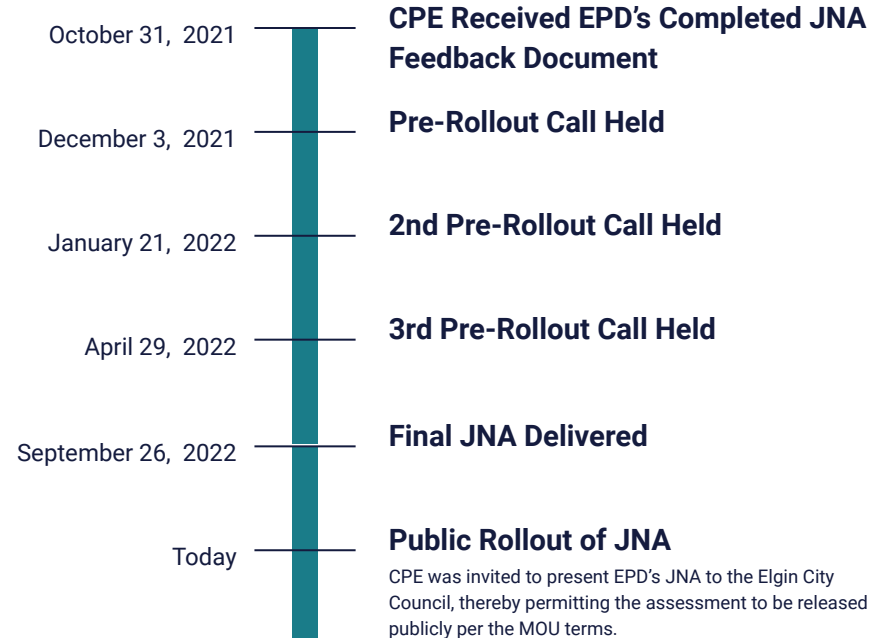 October 31, 2021
CPE Received EPD’s Completed JNA
Feedback Document
December 3, 2021
Pre-Rollout Call Held
January 21, 2022
2nd Pre-Rollout Call Held
April 29, 2022
3rd Pre-Rollout Call Held
September 26, 2022
Final JNA Delivered
Today
Public Rollout of JNA
CPE was invited to present EPD’s JNA to the Elgin City
Council, thereby permitting the assessment to be released
publicly per the MOU terms.